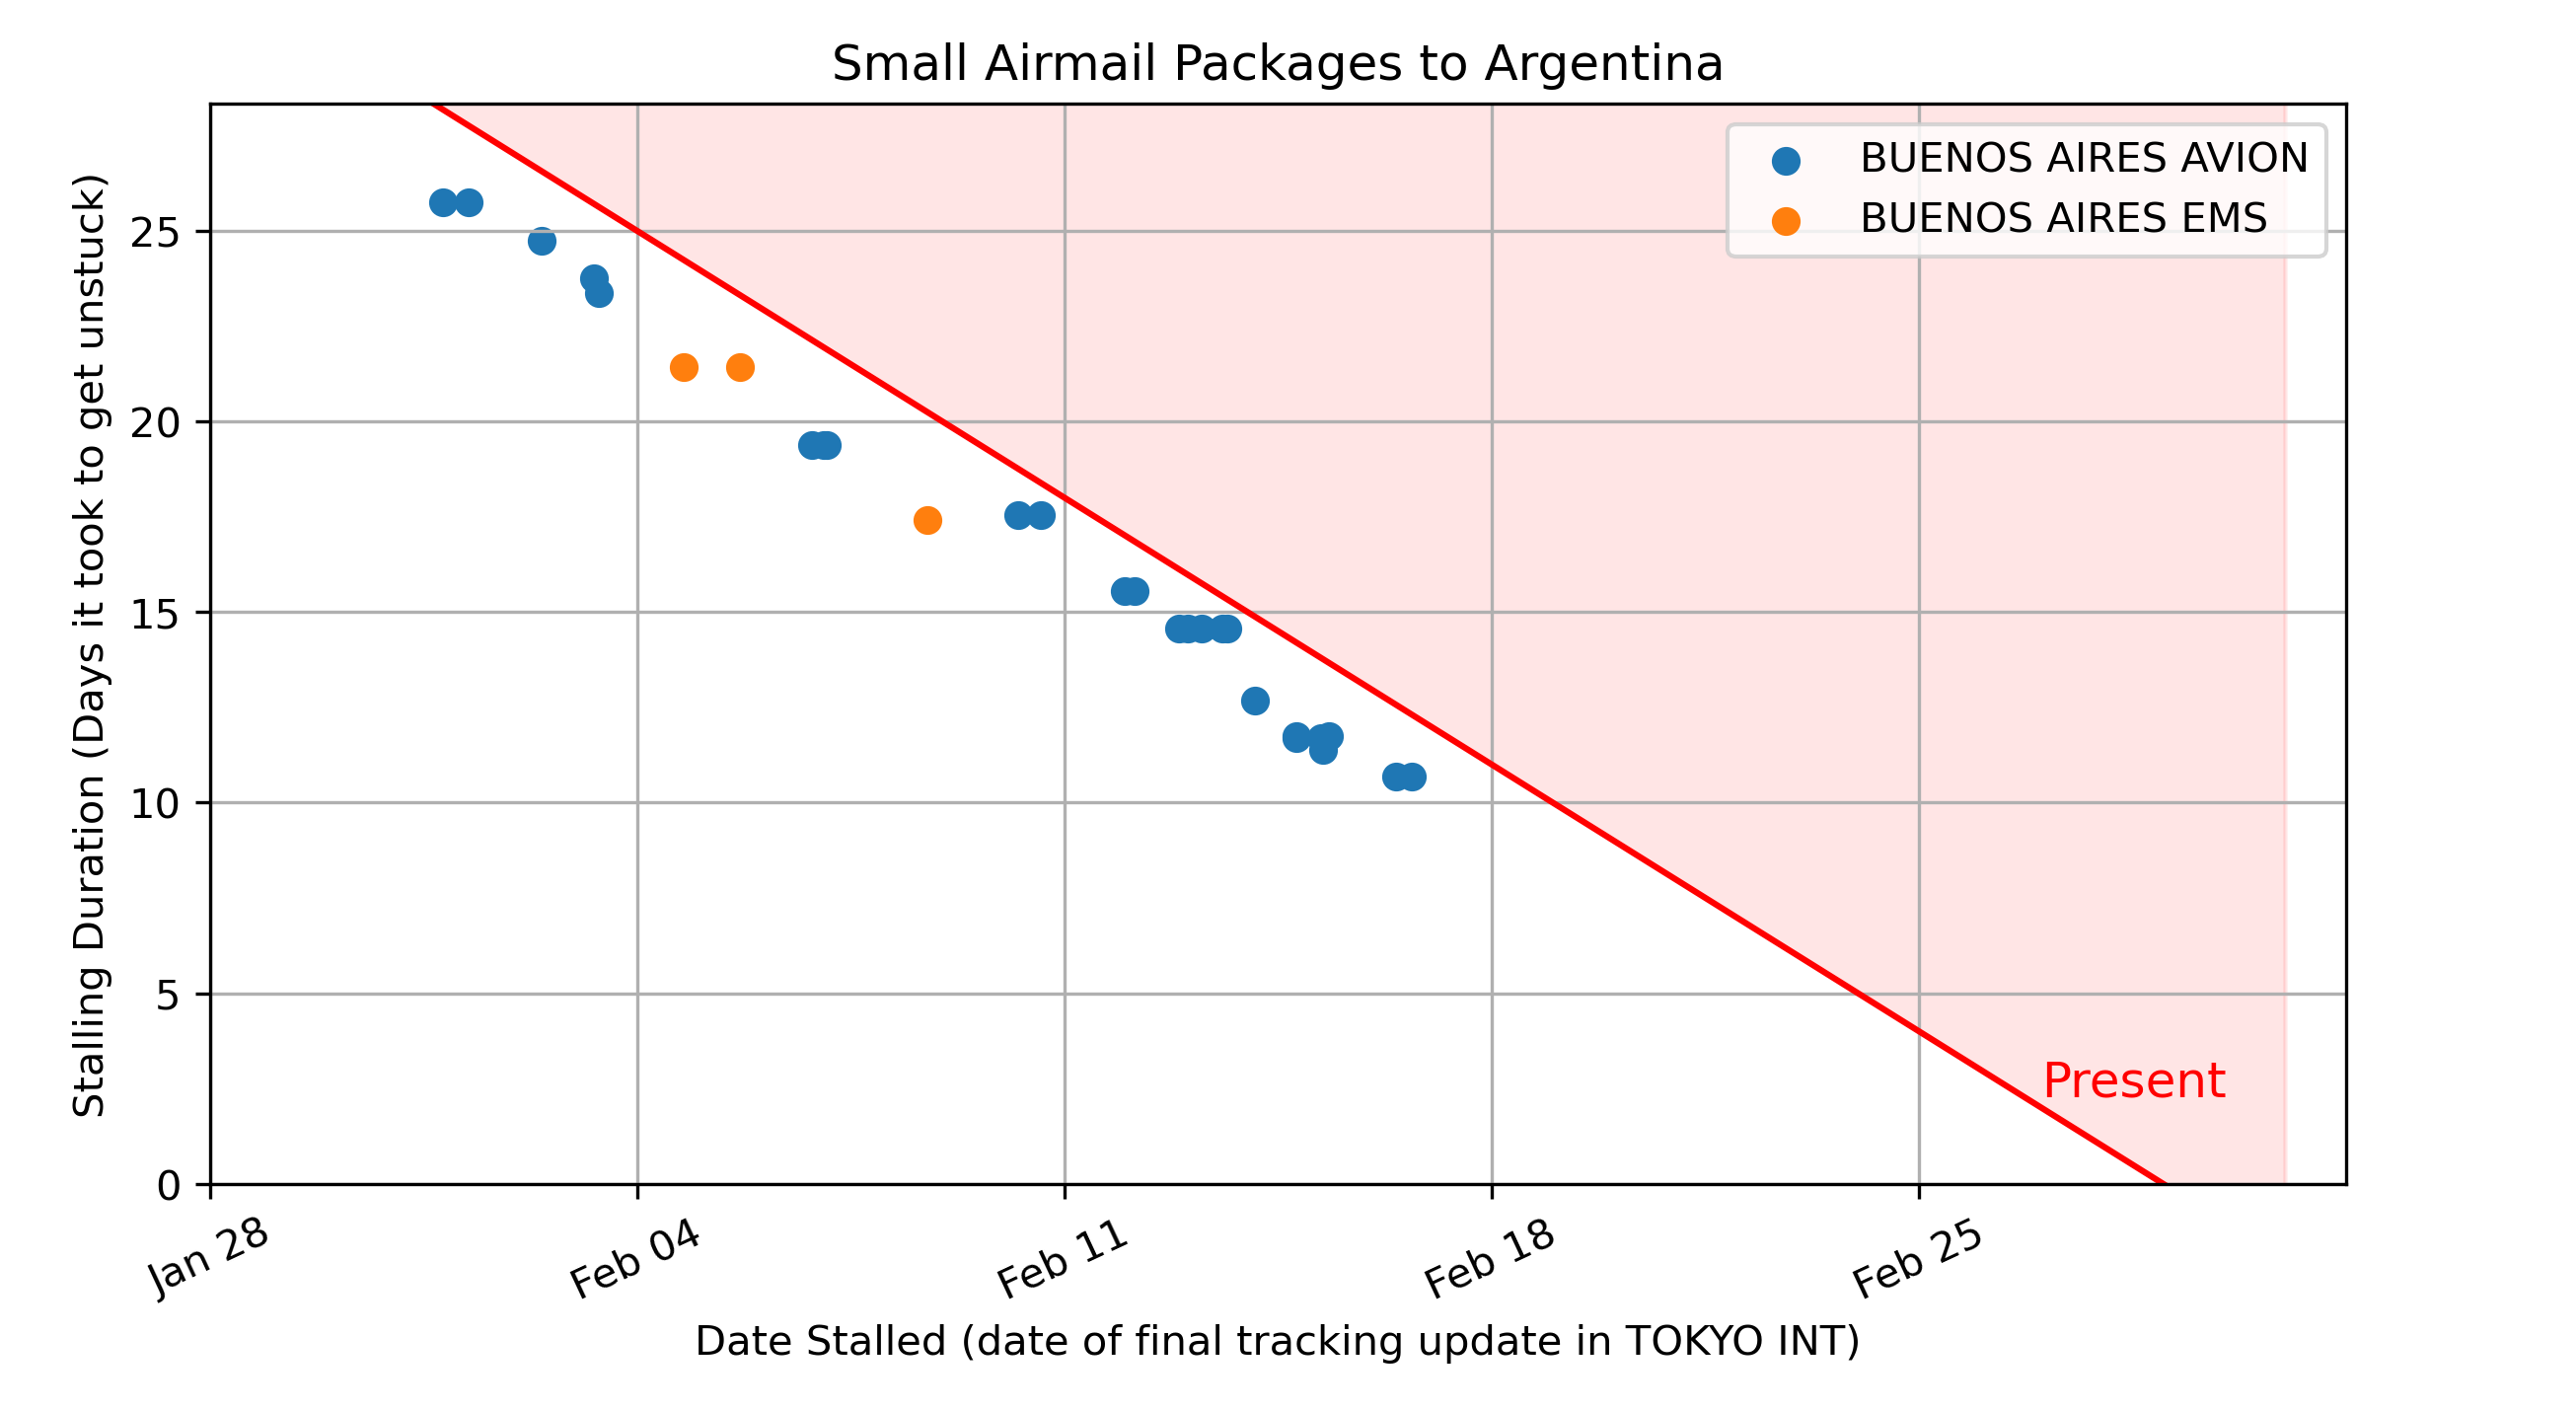 Small Airmail Packages to Argentina
BUENOS AIRES AVION
BUENOS AIRES EMS
Stalling Duration (Days it took to get unstuck)
25
20
15
10
5
0
Present
Jan 28
Feb 04
Feb 11
Feb 18
Feb 25
Date Stalled (date of final tracking update in TOKYO INT)